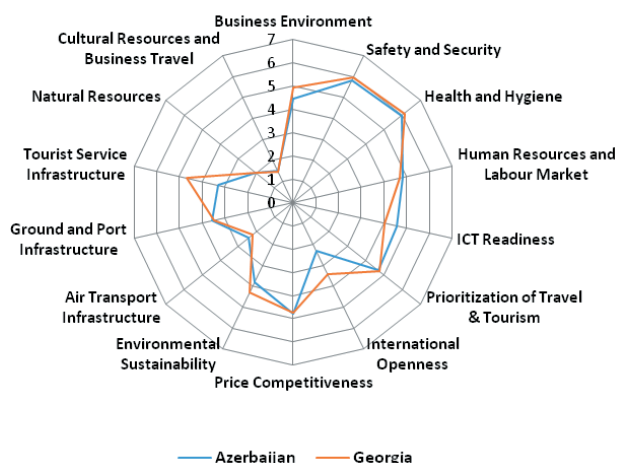 Business Environment
Cultural Resources and
Business Travel
Safety and Security
Natural Resources
Health and Hygiene
Tourist Service
Infrastructure
Human Resources and
Labour Market
Ground and Port
Infrastructure
ICT Readiness
Air Transport
Infrastructure
Prioritization of Travel
& Tourism
Environmental
Sustainability
International
Openness
Price Competitiveness
7
6
5
4
3
2
1
0
Azerbaiian
Georgia